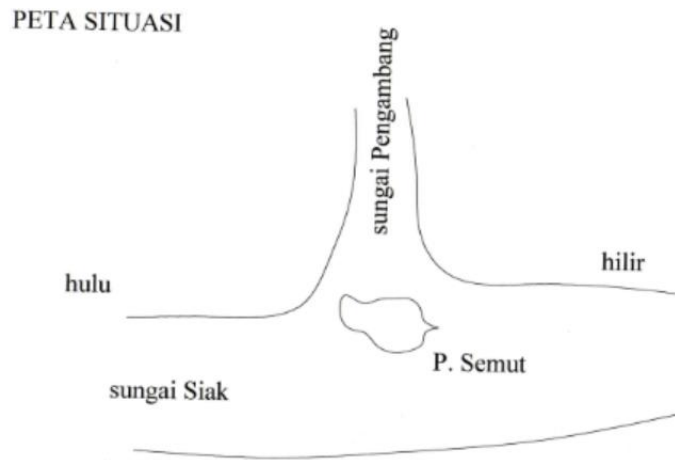 PETA SITUASI
sungai Pengambang
hulu
hilir
P. Semut
sungai Siak